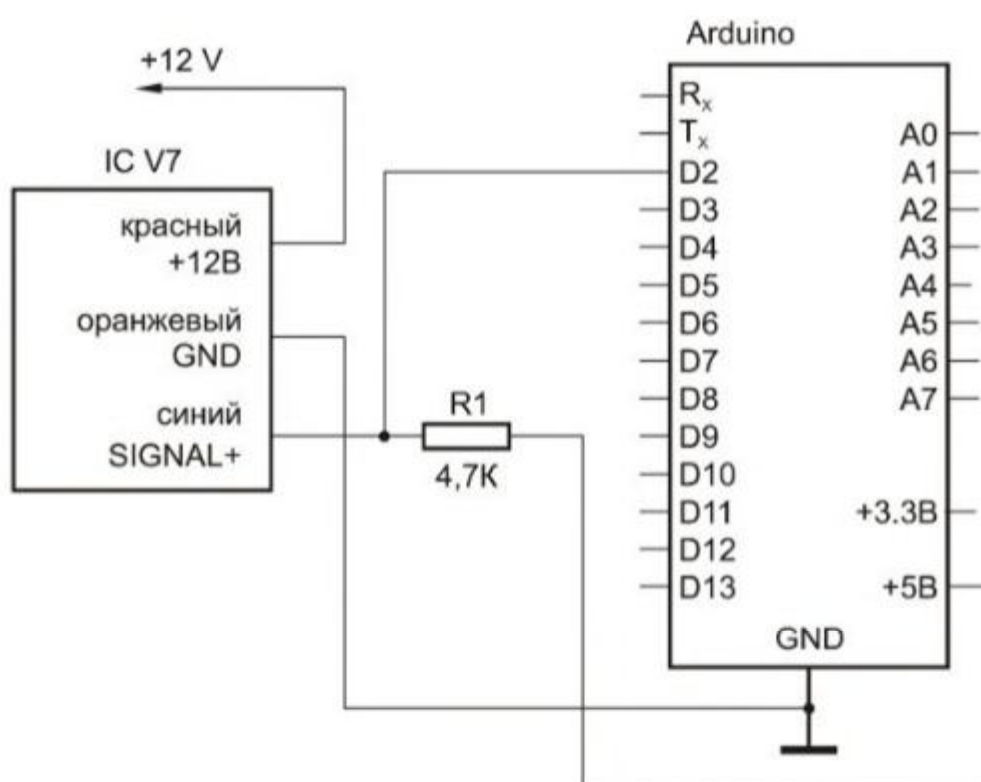 +12 V
IC V7
красный
+12В
оранжевый
GND
синий
SIGNAL+
R1
4,7К
Arduino
Rx
Tx
D2
D3
D4
D5
D6
D7
D8
D9
D10
D11
D12
D13
A0
A1
A2
A3
A4
A5
A6
A7
+3.3В
+5В
GND